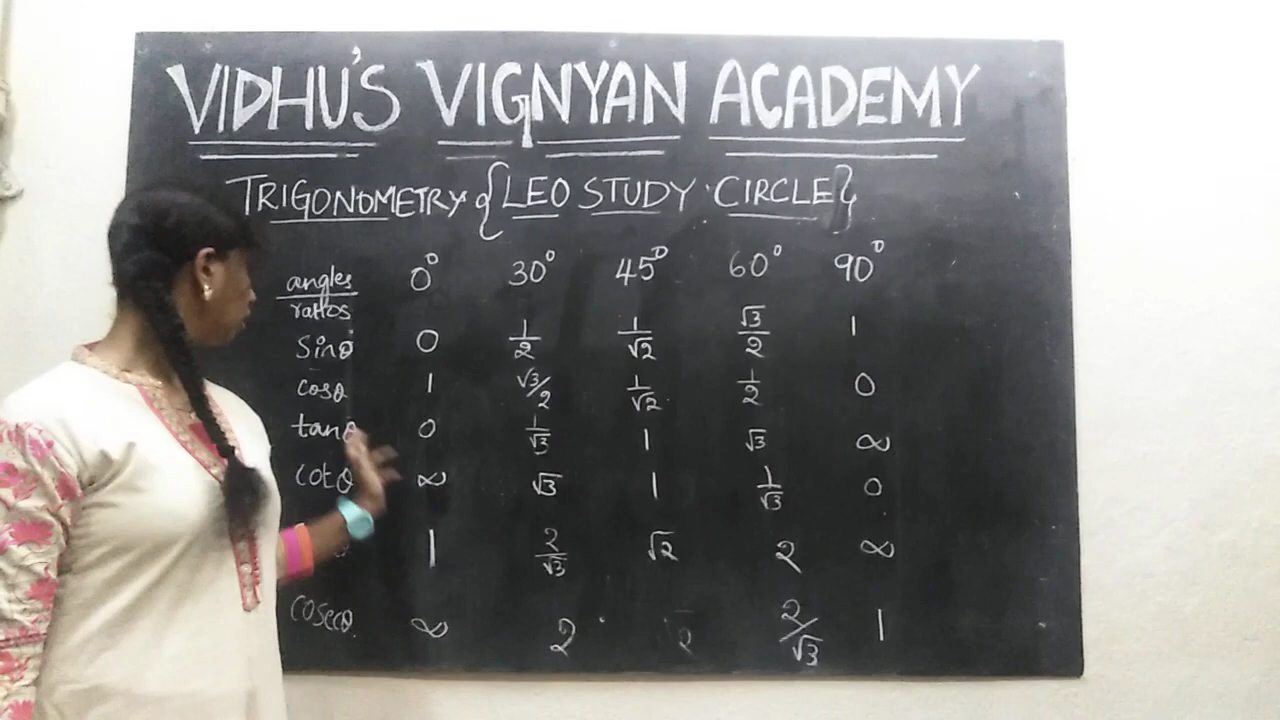 VIDHU'S VIGNYAN ACADEMY
TRIGONOMETRY {LEO STUDY CIRCLE}
angles 0° 30° 45° 60° 90°
ratios
sinθ 0 1/2 1/√2 √3/2 1
cosθ 1 √3/2 1/√2 1/2 0
tanθ 0 1/√3 1 √3 ∞
cotθ ∞ √3 1 1/√3 0
1 2/√3 √2 2 ∞
cosecθ ∞ 2 2/√3 1